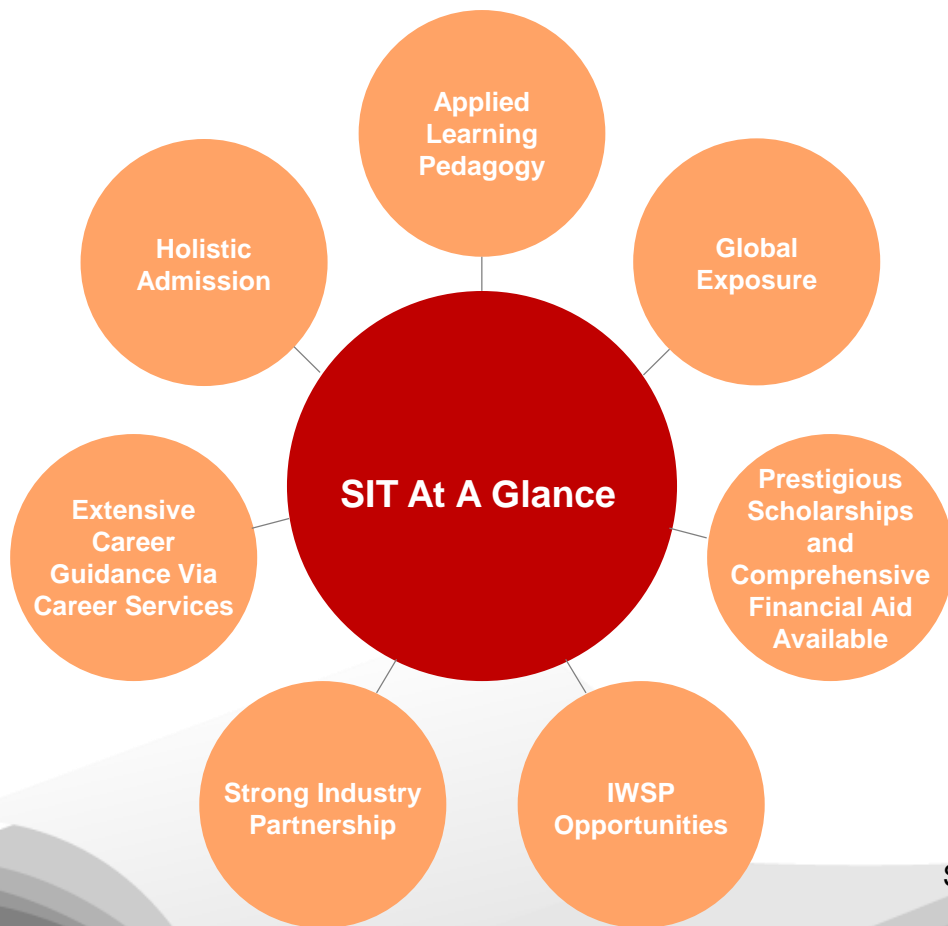 Applied
Learning
Pedagogy
Holistic
Admission
Global
Exposure
SIT At A Glance
Extensive
Career
Guidance Via
Career Services
Prestigious
Scholarships
and
Comprehensive
Financial Aid
Available
Strong Industry
Partnership
IWSP
Opportunities